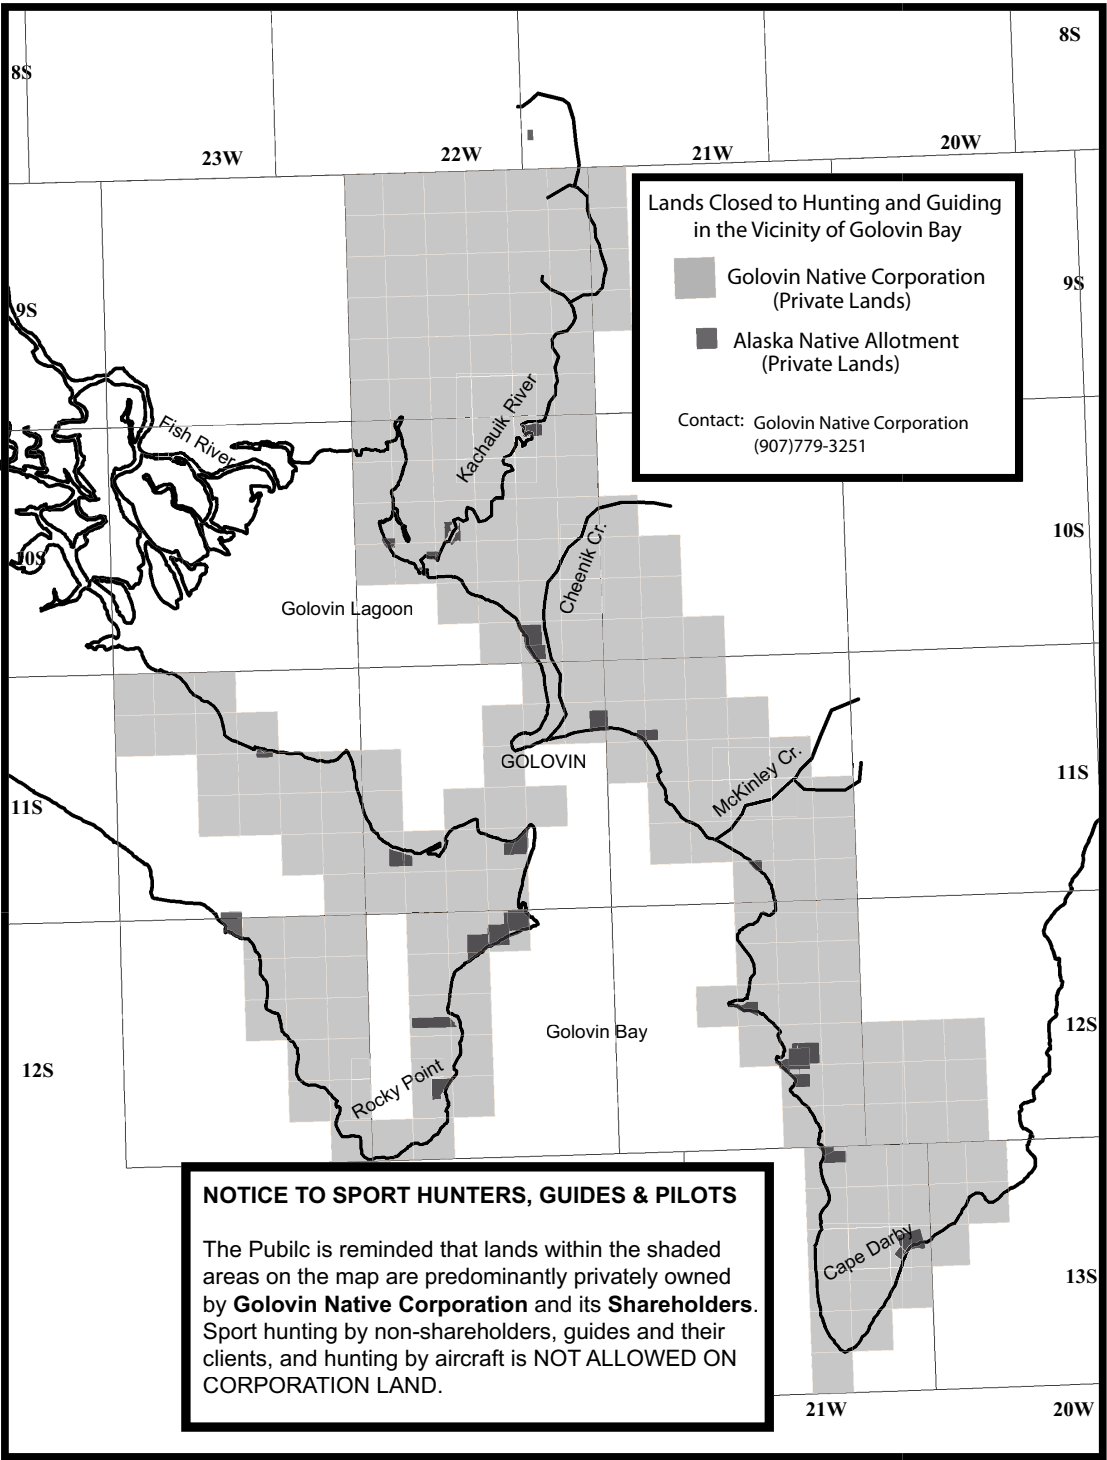 8S
8S
23W
22W
21W
20W
Lands Closed to Hunting and Guiding
in the Vicinity of Golovin Bay
Golovin Native Corporation
(Private Lands)
Alaska Native Allotment
(Private Lands)
Contact: Golovin Native Corporation
(907)779-3251
9S
9S
Kachauik River
Fish River
10S
10S
Cheenik Cr.
Golovin Lagoon
GOLOVIN
McKinley Cr.
11S
11S
Golovin Bay
12S
12S
Rocky Point
NOTICE TO SPORT HUNTERS, GUIDES & PILOTS
The Pubilc is reminded that lands within the shaded
areas on the map are predominantly privately owned
by Golovin Native Corporation and its Shareholders.
Sport hunting by non-shareholders, guides and their
clients, and hunting by aircraft is NOT ALLOWED ON
CORPORATION LAND.
Cape Darby
13S
21W
20W